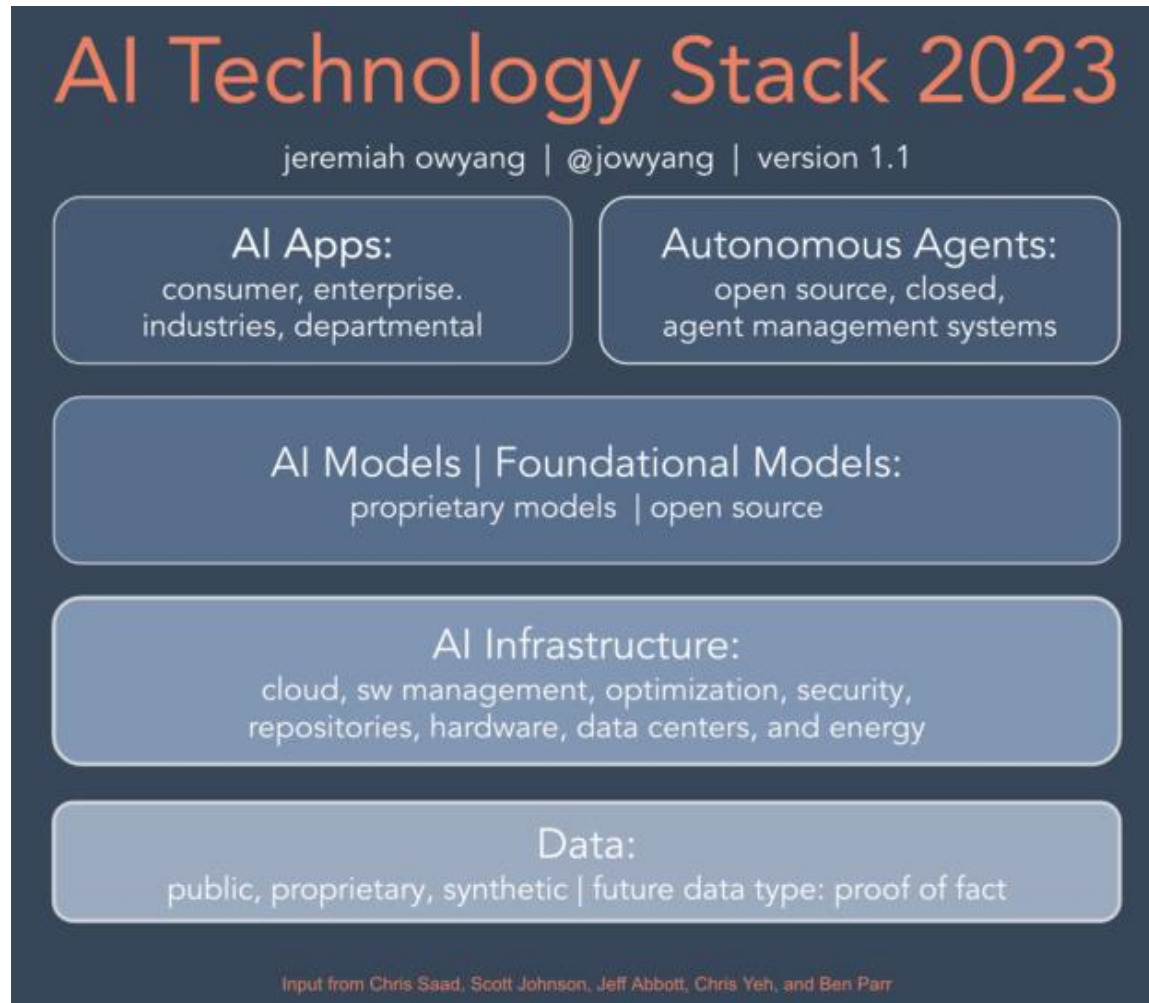 AI Technology Stack 2023
jeremiah owyang | @jowyang | version 1.1
AI Apps:
consumer, enterprise.
industries, departmental
Autonomous Agents:
open source, closed,
agent management systems
AI Models | Foundational Models:
proprietary models | open source
AI Infrastructure:
cloud, sw management, optimization, security,
repositories, hardware, data centers, and energy
Data:
public, proprietary, synthetic | future data type: proof of fact
Input from Chris Saad, Scott Johnson, Jeff Abbott, Chris Yeh, and Ben Parr